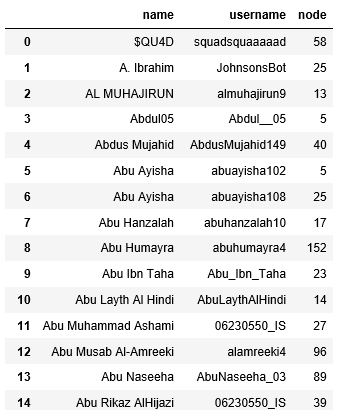 name username node
0 $QU4D squadsquaaaaad 58
1 A. Ibrahim JohnsonsBot 25
2 AL MUHAJIRUN almuhajirun9 13
3 Abdul05 Abdul__05 5
4 Abdus Mujahid AbdusMujahid149 40
5 Abu Ayisha abuayisha102 5
6 Abu Ayisha abuayisha108 25
7 Abu Hanzalah abuhanzalah10 17
8 Abu Humayra abuhumayra4 152
9 Abu Ibn Taha Abu_Ibn_Taha 23
10 Abu Layth Al Hindi AbuLaythAlHindi 14
11 Abu Muhammad Ashami 06230550_IS 27
12 Abu Musab Al-Amreeki alamreeki4 96
13 Abu Naseeha AbuNaseeha_03 89
14 Abu Rikaz AlHijazi 06230550_IS 39